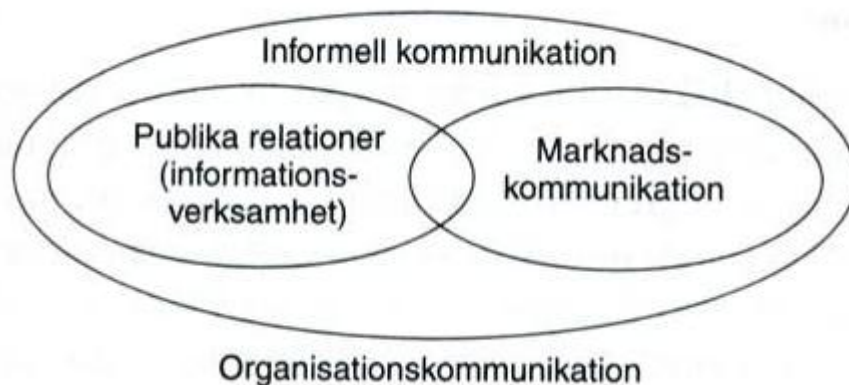 Informell kommunikation
Publika relationer
(informations-
verksamhet)
Marknads-
kommunikation
Organisationskommunikation